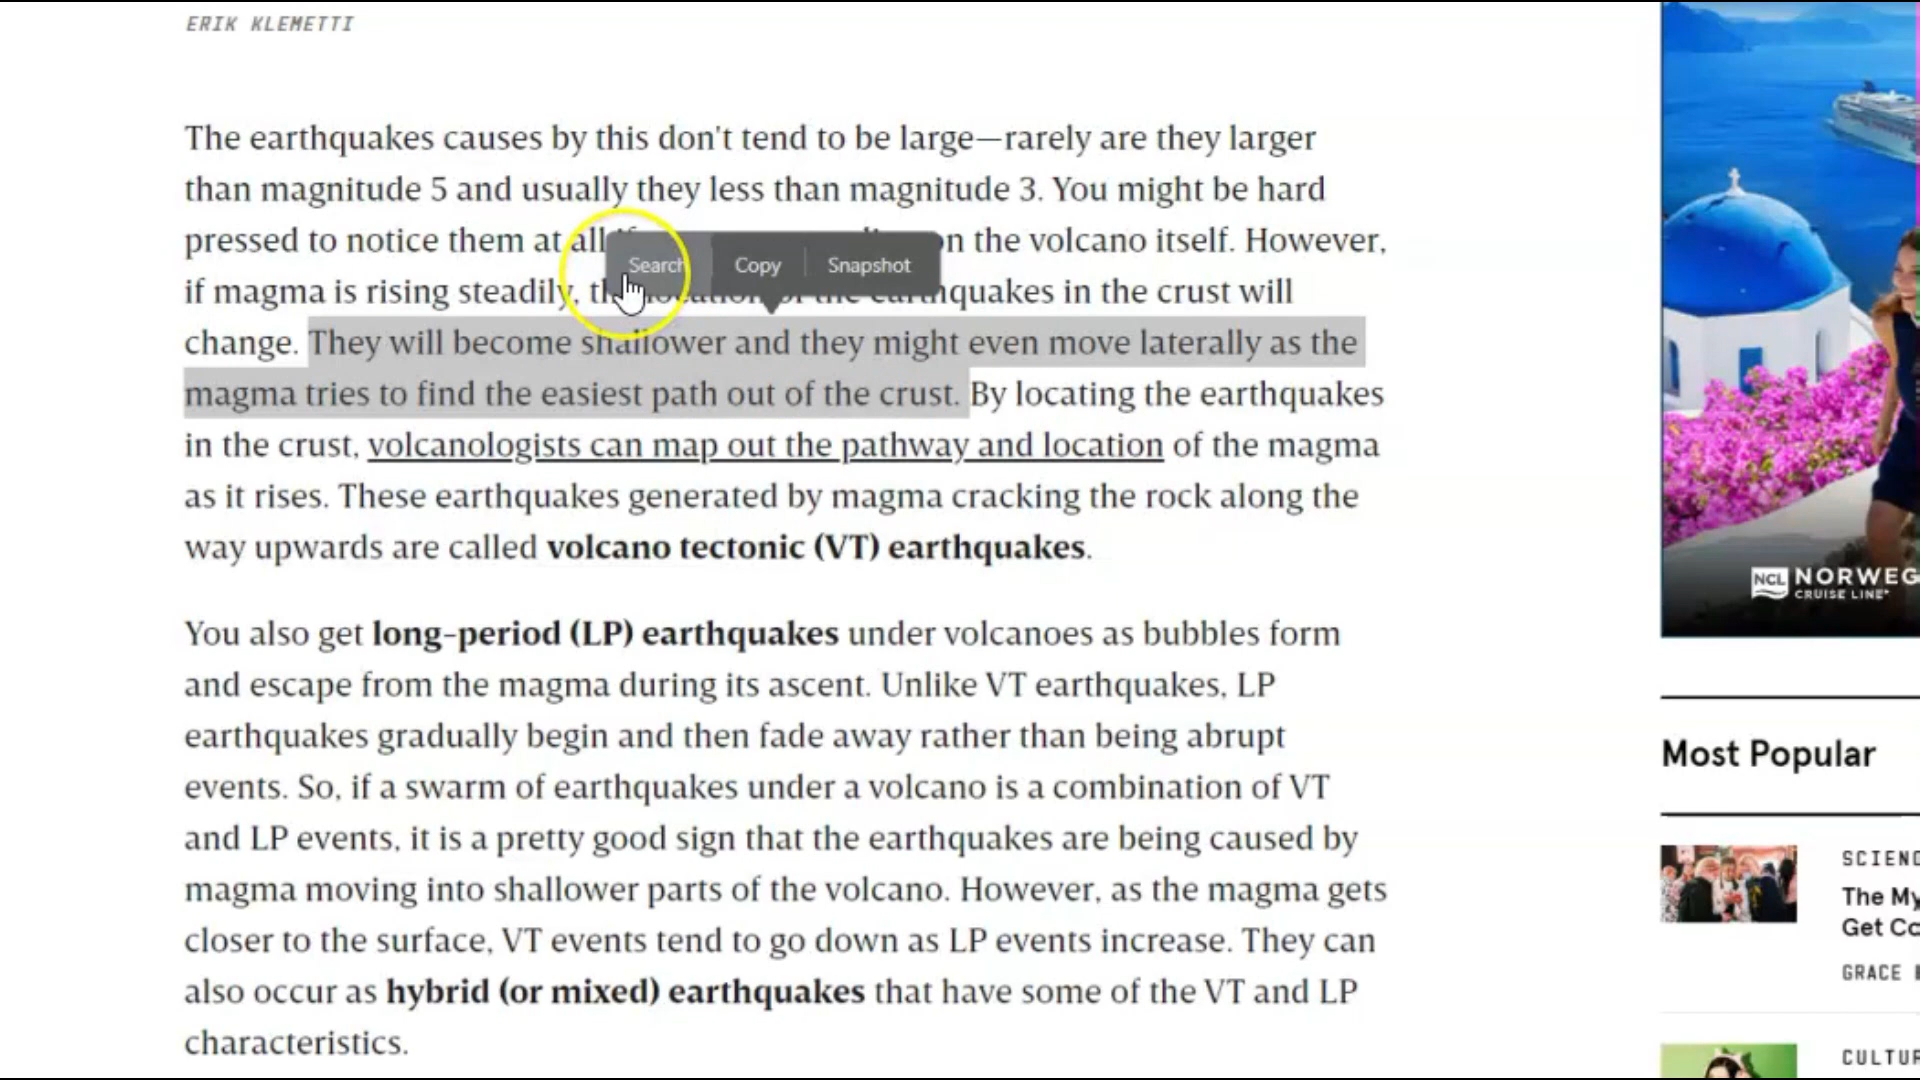 ERIK KLEMETTI
The earthquakes causes by this don't tend to be large—rarely are they larger
than magnitude 5 and usually they less than magnitude 3. You might be hard
pressed to notice them at all on the volcano itself. However,
Search Copy Snapshot
if magma is rising steadily, the location of the earthquakes in the crust will
change. They will become shallower and they might even move laterally as the
magma tries to find the easiest path out of the crust. By locating the earthquakes
in the crust, volcanologists can map out the pathway and location of the magma
as it rises. These earthquakes generated by magma cracking the rock along the
way upwards are called volcano tectonic (VT) earthquakes.
You also get long-period (LP) earthquakes under volcanoes as bubbles form
and escape from the magma during its ascent. Unlike VT earthquakes, LP
earthquakes gradually begin and then fade away rather than being abrupt
events. So, if a swarm of earthquakes under a volcano is a combination of VT
and LP events, it is a pretty good sign that the earthquakes are being caused by
magma moving into shallower parts of the volcano. However, as the magma gets
closer to the surface, VT events tend to go down as LP events increase. They can
also occur as hybrid (or mixed) earthquakes that have some of the VT and LP
characteristics.
NCL NORWEG
CRUISE LINE
Most Popular
SCIENC
The My
Get Co
GRACE
CULTUR